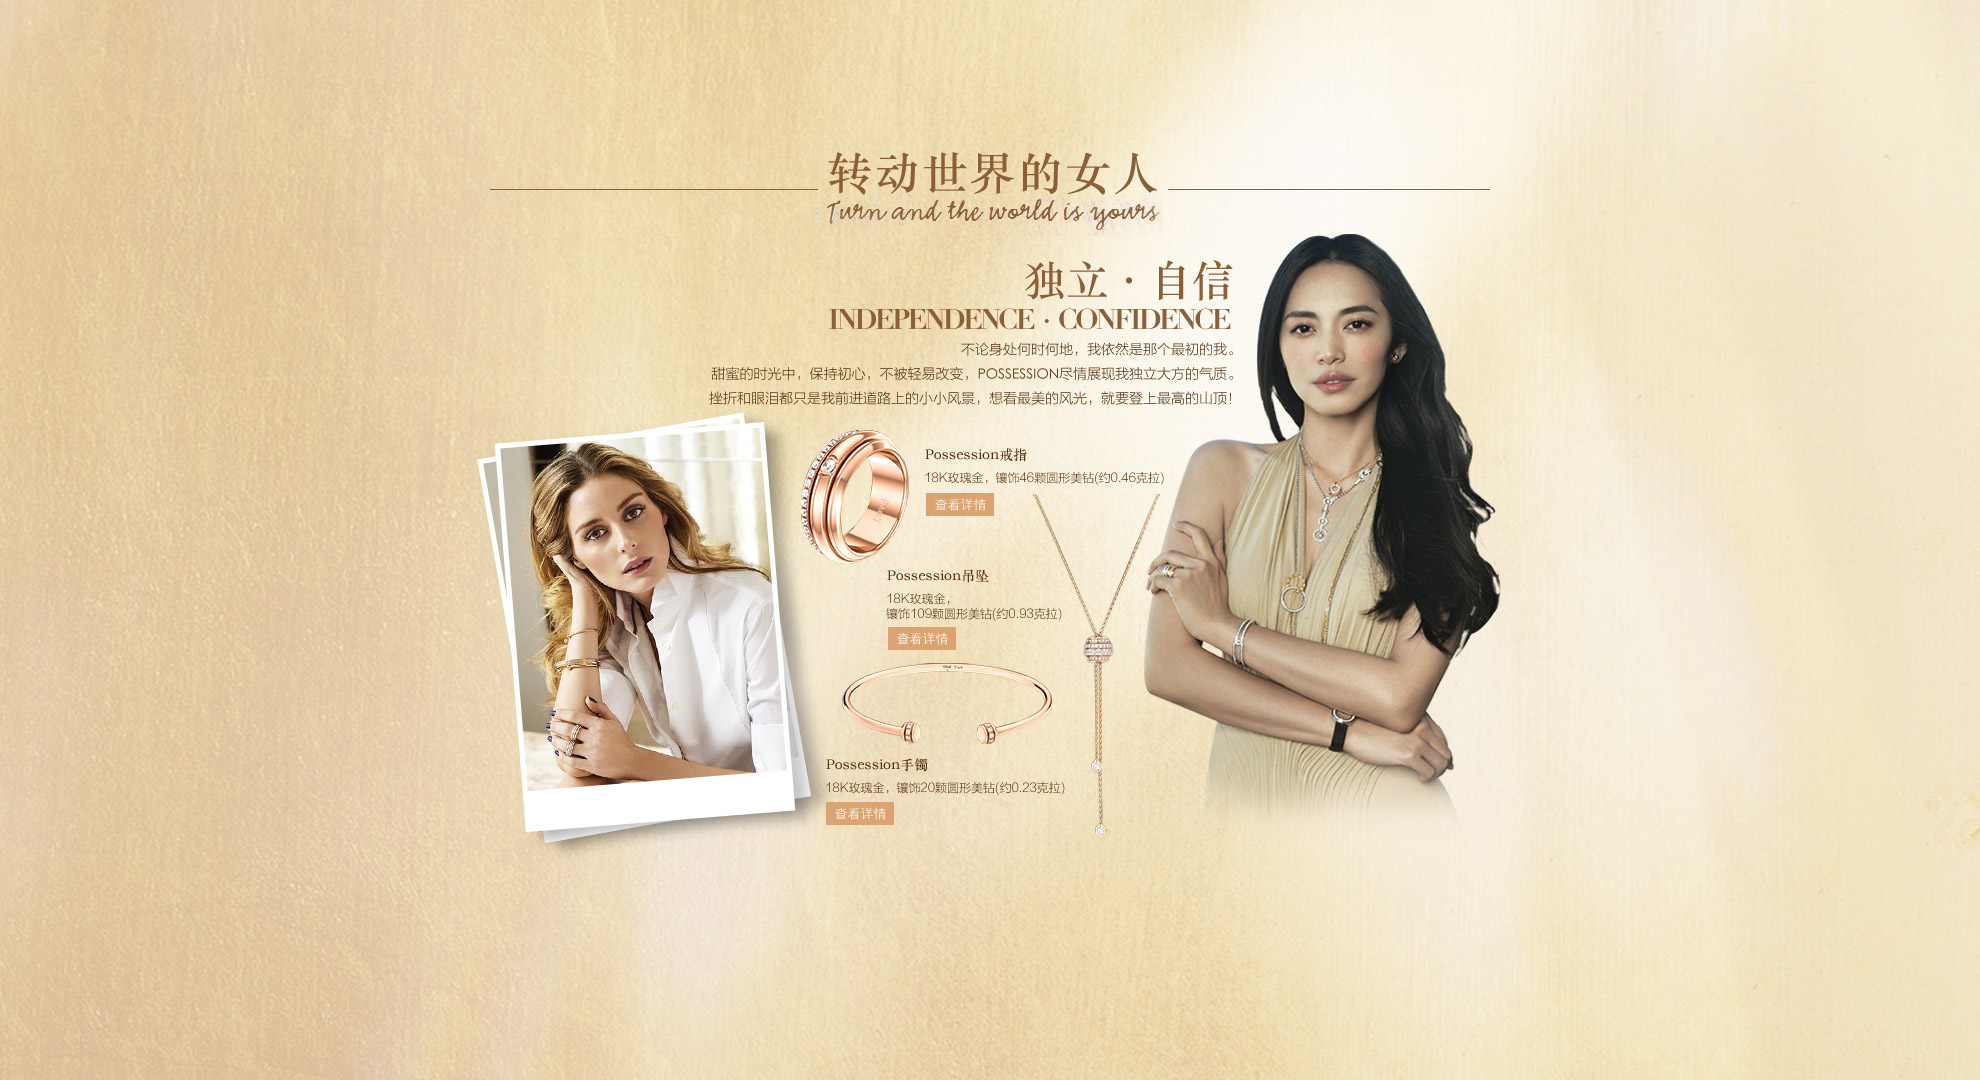 转动世界的女人
Turn and the world is yours
独立 · 自信
INDEPENDENCE · CONFIDENCE
不论身处何时何地，我依然是那个最初的我。
甜蜜的时光中，保持初心，不被轻易改变，POSSESSION尽情展现我独立大方的气质。
挫折和眼泪都只是我前进道路上的小小风景，想看最美的风光，就要登上最高的山顶！
Possession戒指
18K玫瑰金，镶饰46颗圆形美钻(约0.46克拉)
查看详情
Possession吊坠
18K玫瑰金，
镶饰109颗圆形美钻(约0.93克拉)
查看详情
Possession手镯
18K玫瑰金，镶饰20颗圆形美钻(约0.23克拉)
查看详情